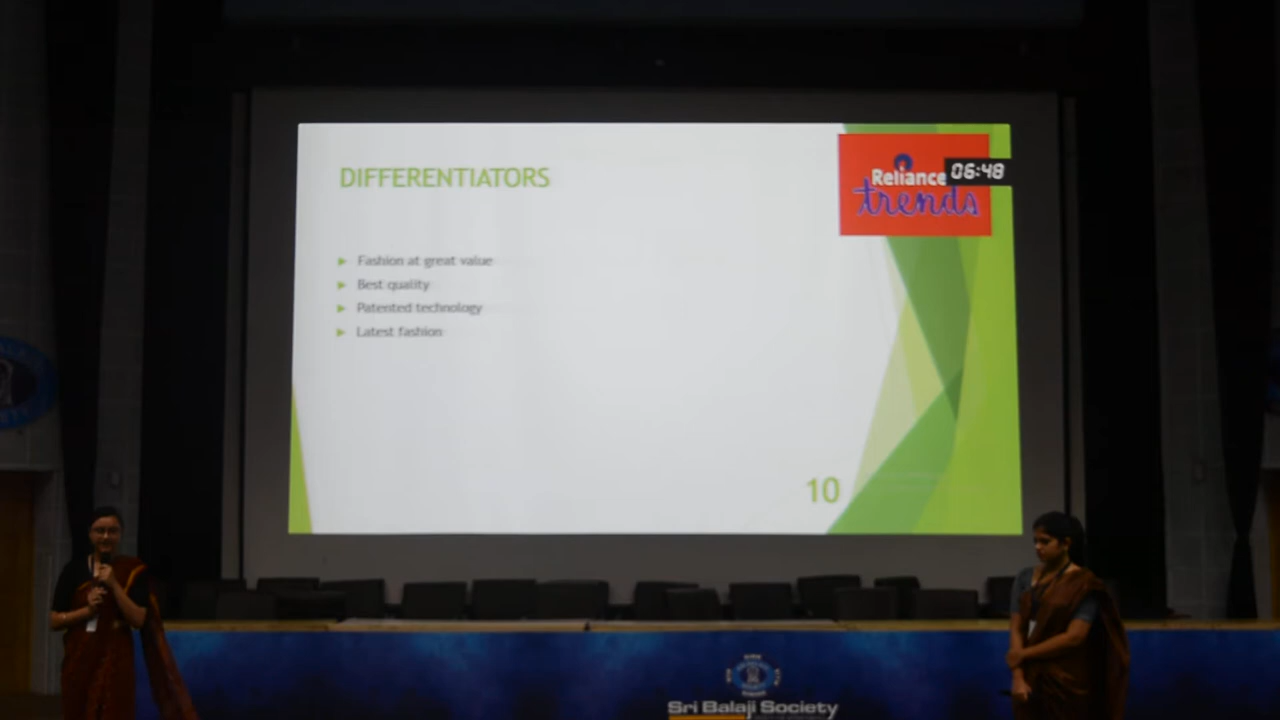 DIFFERENTIATORS
Reliance
trends
06:48
Fashion at great value
Best quality
Patented technology
Latest fashion
10
Sri Balaji Society